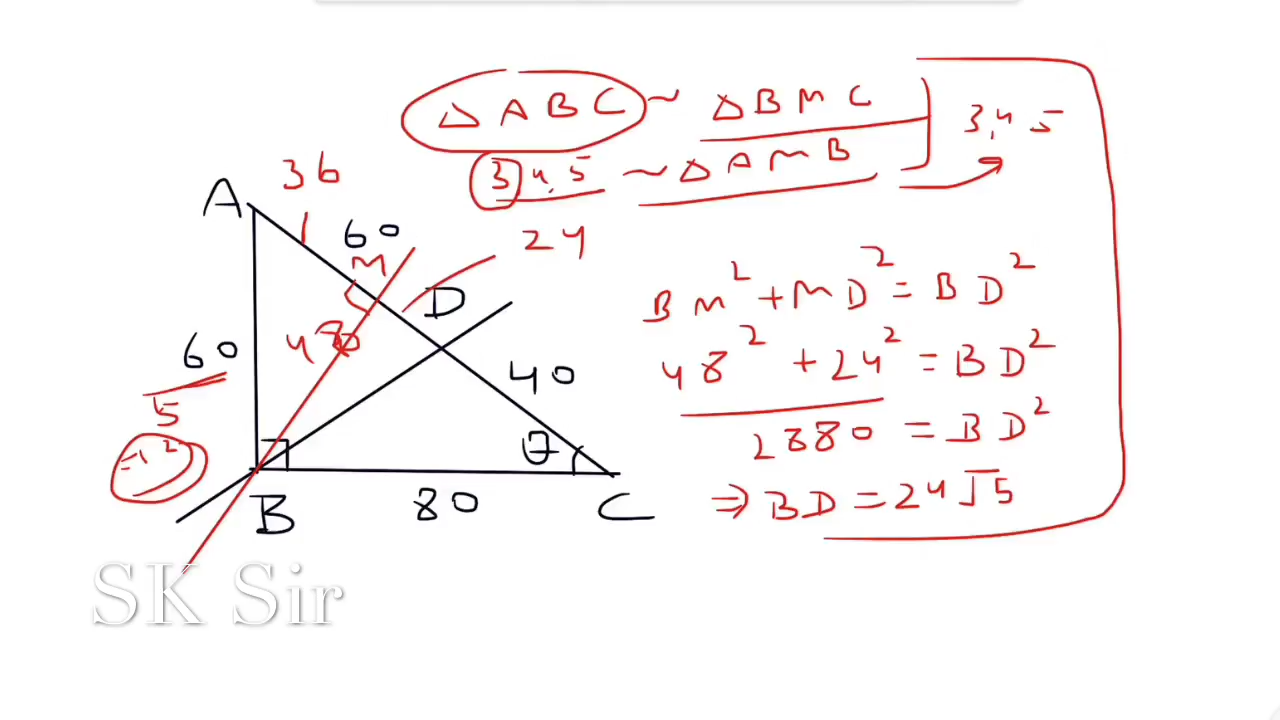 △ABC ~ △BMC
3,4,5
3 4,5 ~ △AMB
36
A
60
24
M
D
BM²+MD²=BD²
60
48
40
48² + 24² = BD²
5
θ
2880 = BD²
=12
B
80
C
⇒ BD = 24√5
SK Sir